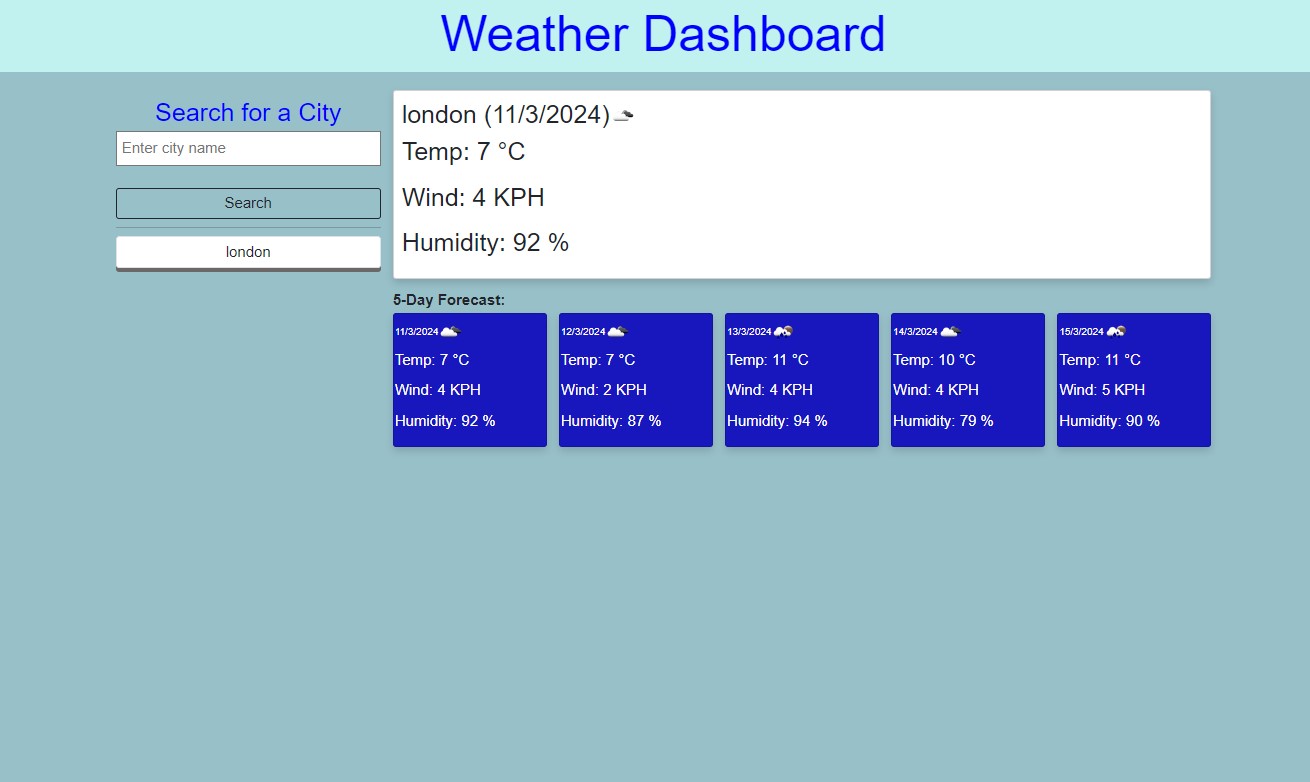 Weather Dashboard
Search for a City
Enter city name
Search
london
london (11/3/2024)
Temp: 7 °C
Wind: 4 KPH
Humidity: 92 %
5-Day Forecast:
11/3/2024
Temp: 7 °C
Wind: 4 KPH
Humidity: 92 %
12/3/2024
Temp: 7 °C
Wind: 2 KPH
Humidity: 87 %
13/3/2024
Temp: 11 °C
Wind: 4 KPH
Humidity: 94 %
14/3/2024
Temp: 10 °C
Wind: 4 KPH
Humidity: 79 %
15/3/2024
Temp: 11 °C
Wind: 5 KPH
Humidity: 90 %